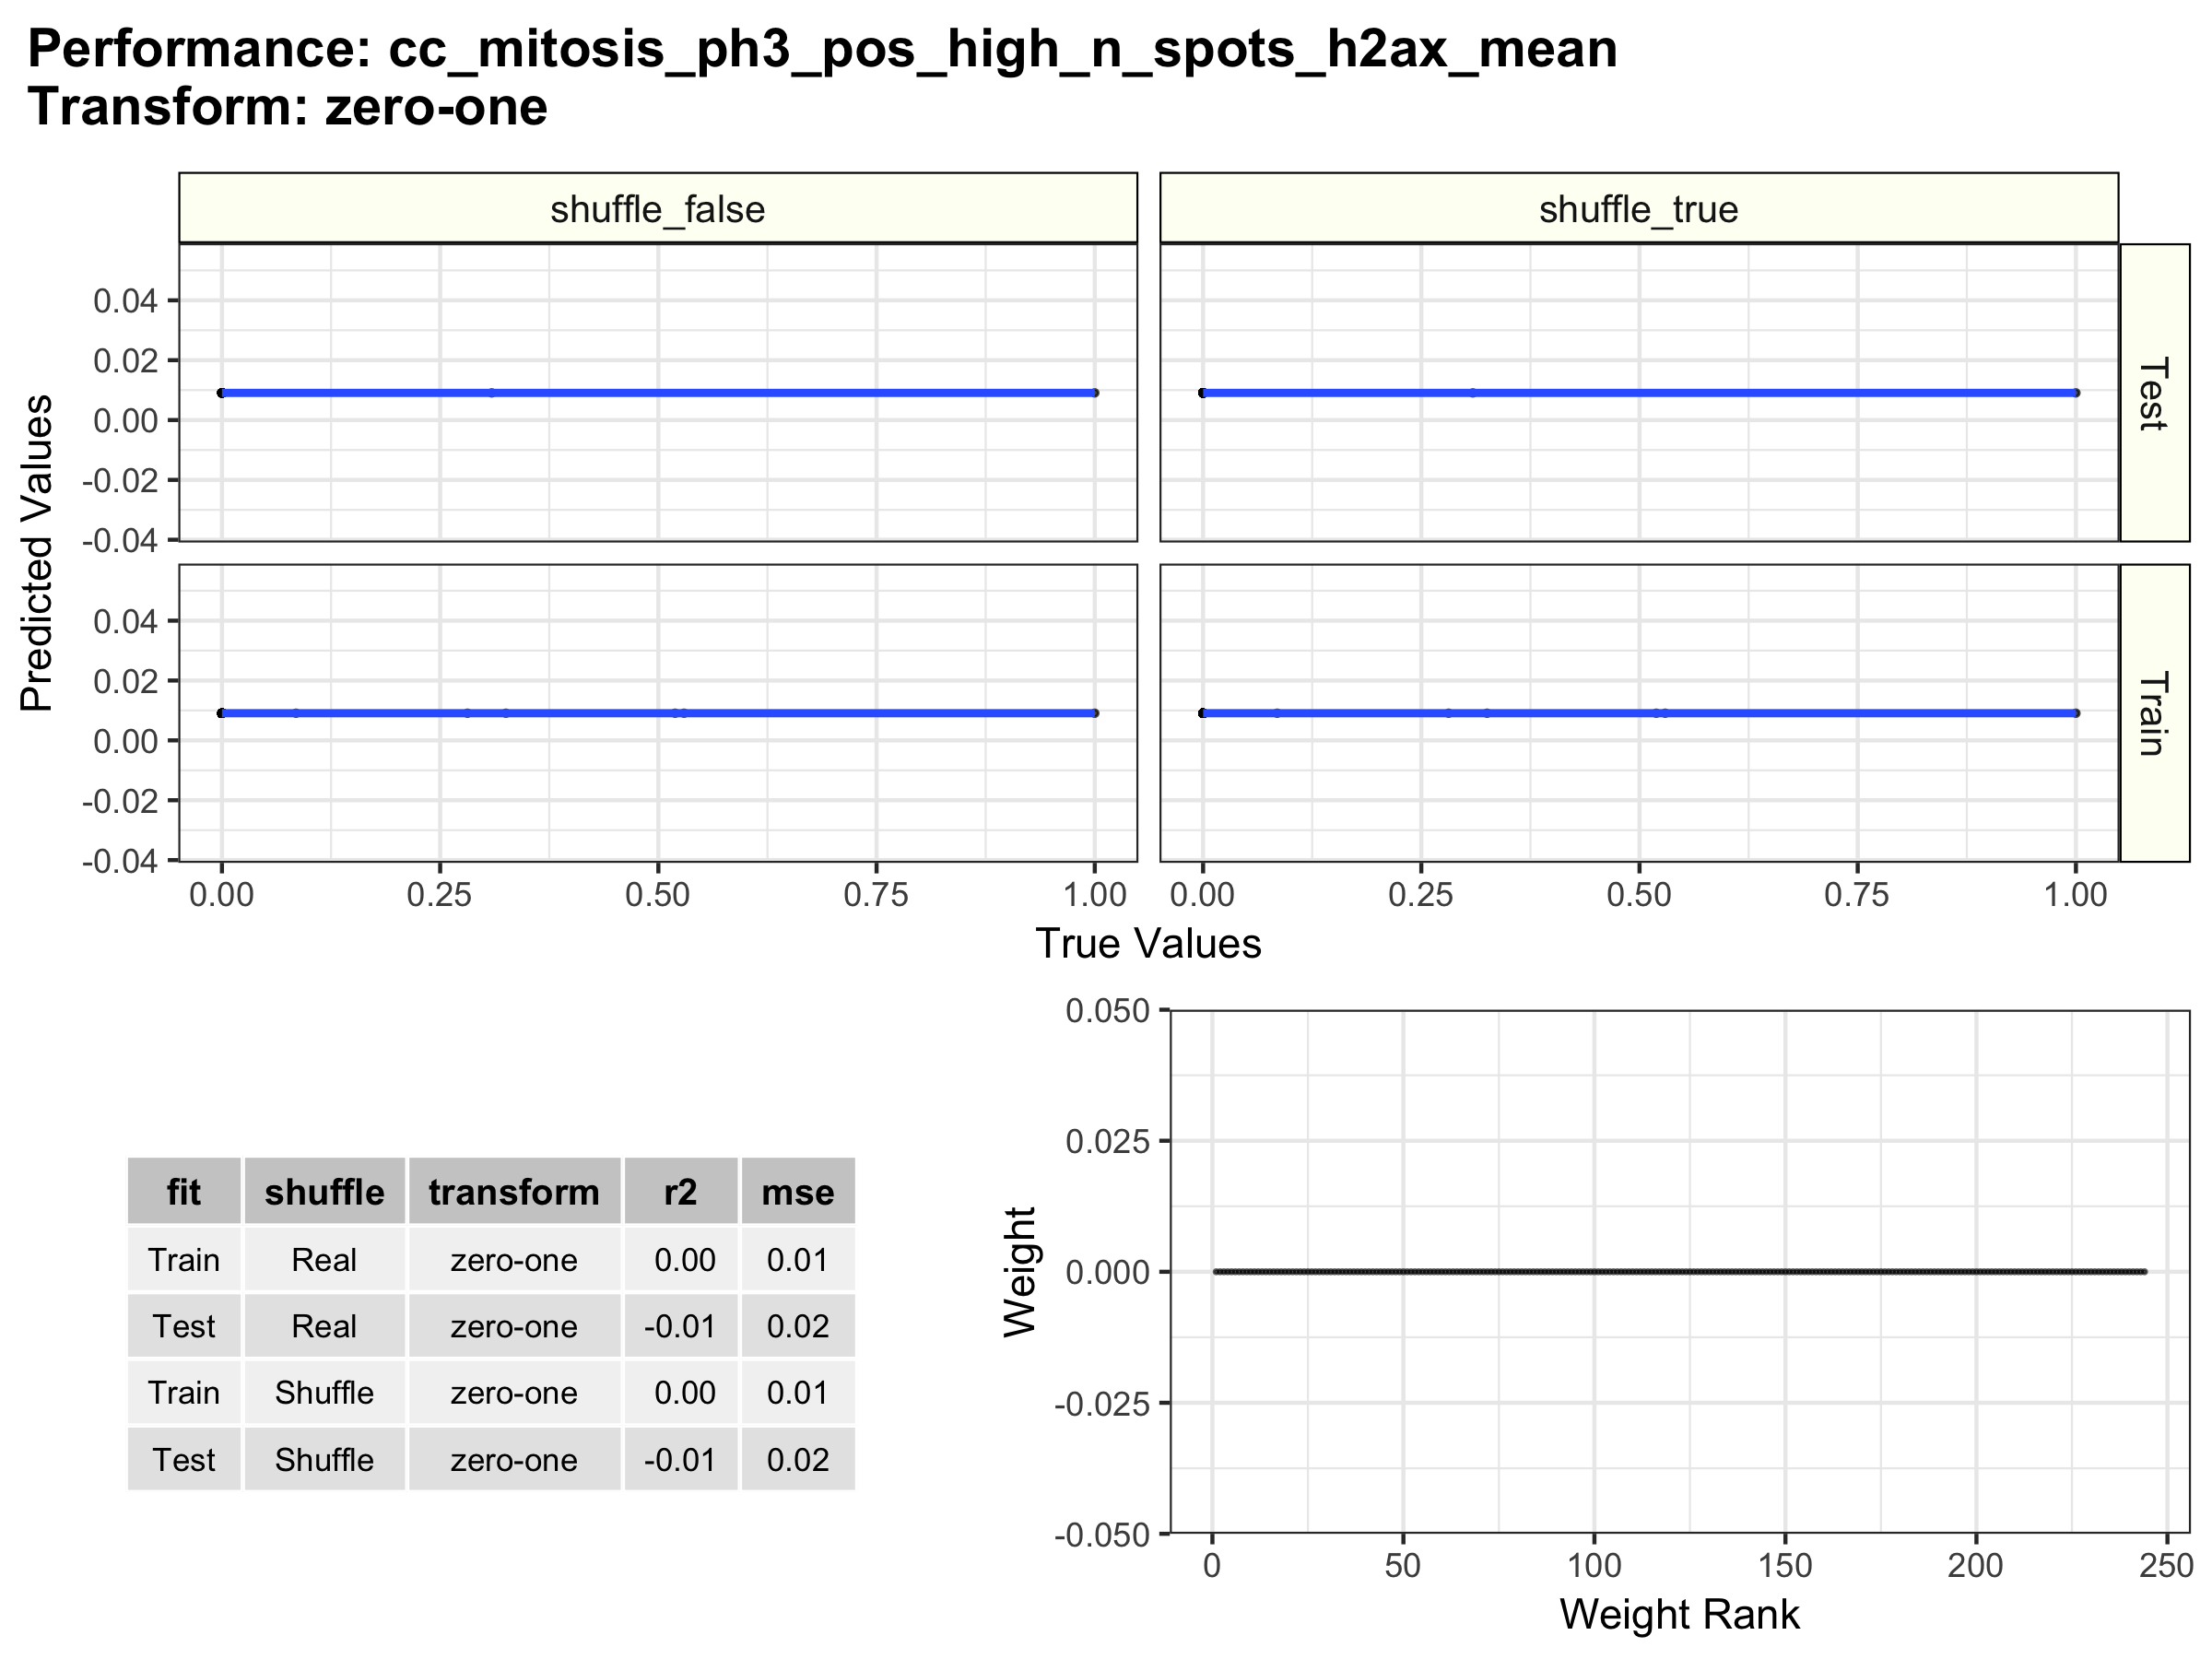 Performance: cc_mitosis_ph3_pos_high_n_spots_h2ax_mean
Transform: zero-one
shuffle_false
shuffle_true
0.04
0.02
0.00
-0.02
-0.04
Test
Predicted Values
0.04
0.02
0.00
-0.02
-0.04
Train
0.00 0.25 0.50 0.75 1.00
0.00 0.25 0.50 0.75 1.00
True Values
fit shuffle transform r2 mse
Train Real zero-one 0.00 0.01
Test Real zero-one -0.01 0.02
Train Shuffle zero-one 0.00 0.01
Test Shuffle zero-one -0.01 0.02
0.050
0.025
0.000
-0.025
-0.050
Weight
0 50 100 150 200 250
Weight Rank